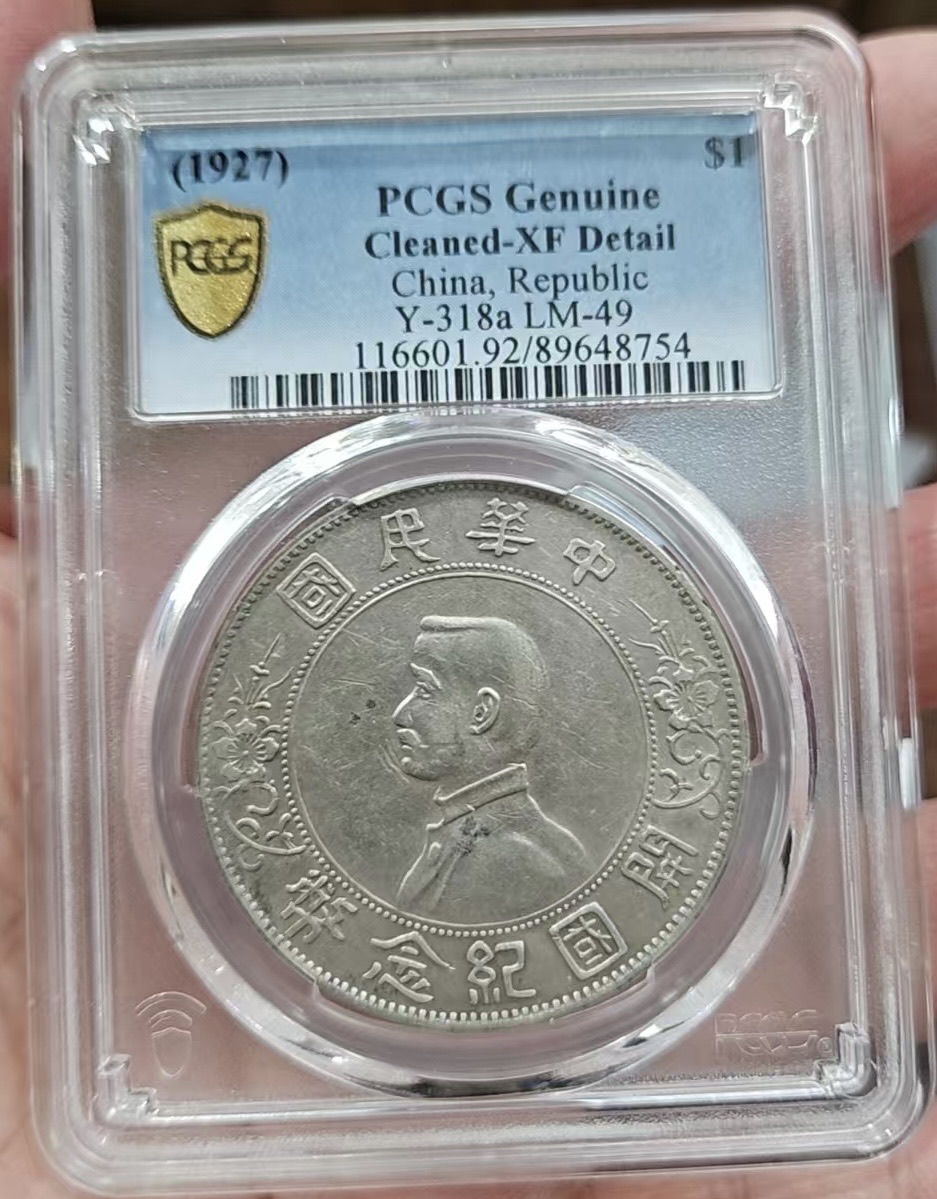 (1927)
$1
PCGS Genuine
PCGS
Cleaned-XF Detail
China, Republic
Y-318a LM-49
116601.92/89648754
中華民國
開國紀念幣
PCGS